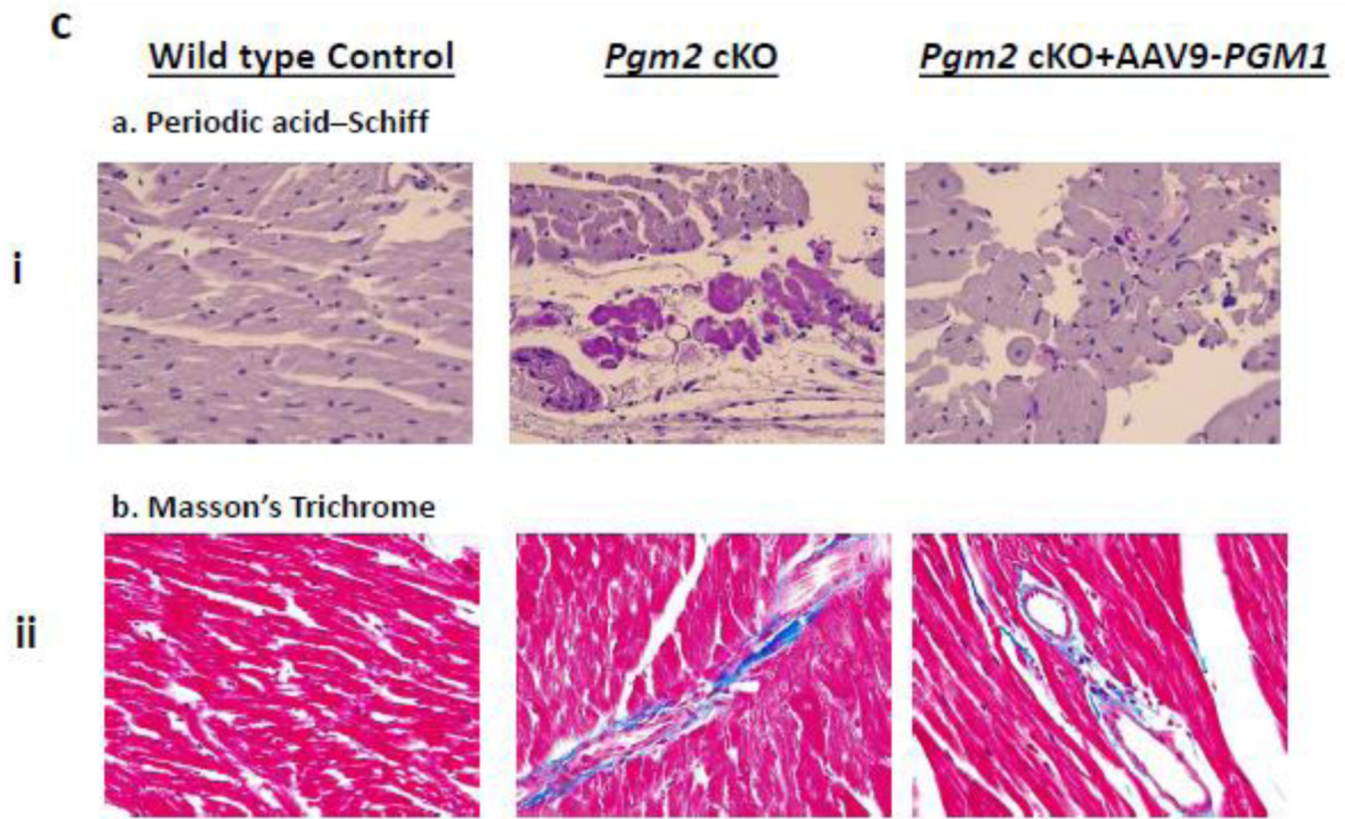 c
Wild type Control Pgm2 cKO Pgm2 cKO+AAV9-PGM1
a. Periodic acid–Schiff
i
b. Masson’s Trichrome
ii